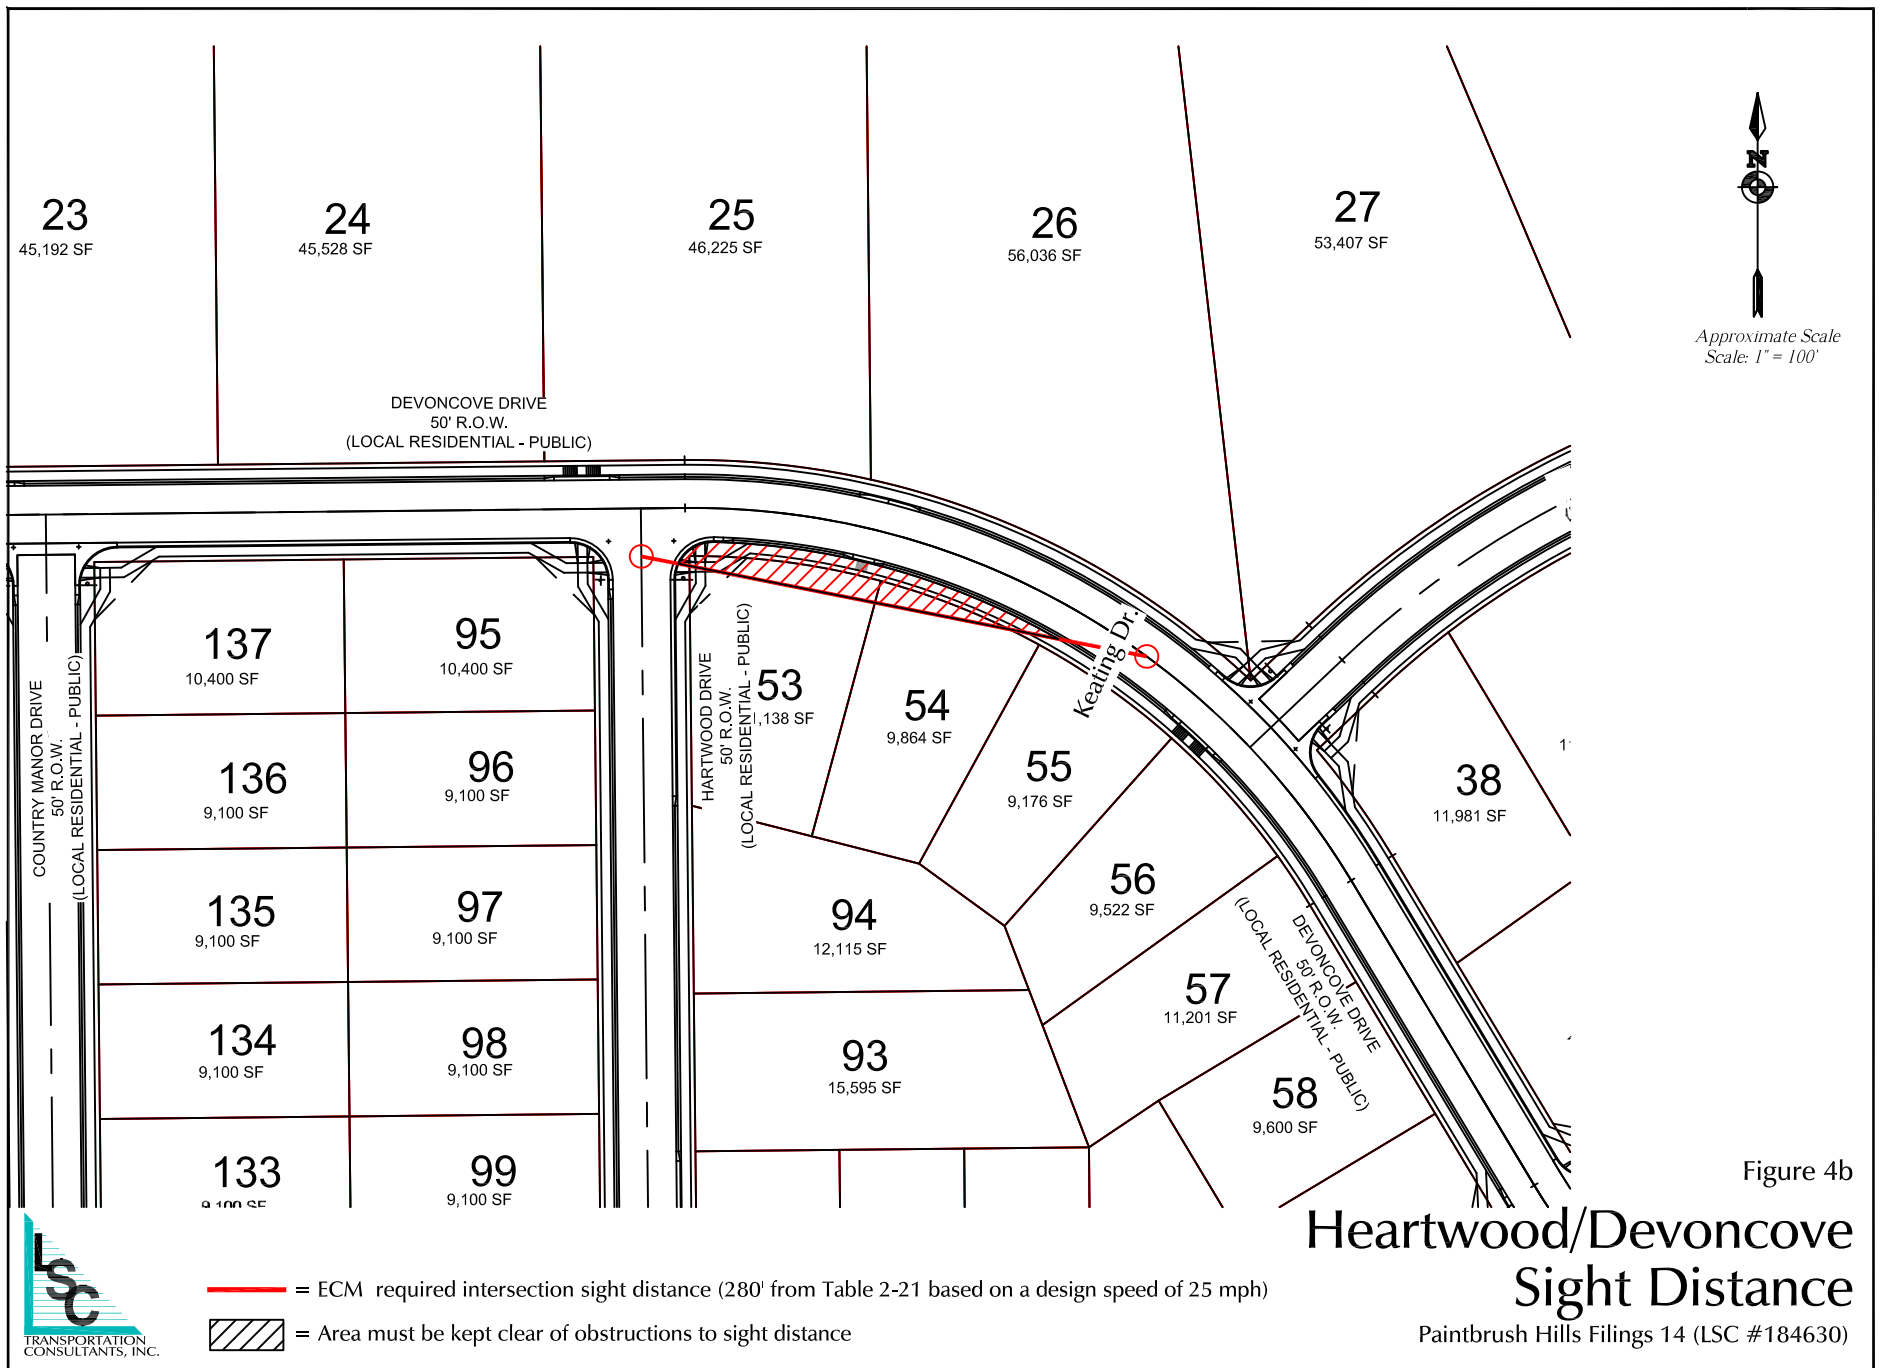 23
45,192 SF
24
45,528 SF
25
46,225 SF
26
56,036 SF
27
53,407 SF
N
Approximate Scale
Scale: 1" = 100'
DEVONCOVE DRIVE
50' R.O.W.
(LOCAL RESIDENTIAL - PUBLIC)
137
10,400 SF
95
10,400 SF
136
9,100 SF
96
9,100 SF
135
9,100 SF
97
9,100 SF
134
9,100 SF
98
9,100 SF
133
9,100 SF
99
9,100 SF
COUNTRY MANOR DRIVE
50' R.O.W.
(LOCAL RESIDENTIAL - PUBLIC)
HARTWOOD DRIVE
50' R.O.W.
(LOCAL RESIDENTIAL - PUBLIC)
53
1,138 SF
54
9,864 SF
55
9,176 SF
56
9,522 SF
57
11,201 SF
58
9,600 SF
94
12,115 SF
93
15,595 SF
38
11,981 SF
Keating Dr.
DEVONCOVE DRIVE
50' R.O.W.
(LOCAL RESIDENTIAL - PUBLIC)
Figure 4b
Heartwood/Devoncove
Sight Distance
Paintbrush Hills Filings 14 (LSC #184630)
LSC
TRANSPORTATION
CONSULTANTS, INC.
= ECM required intersection sight distance (280' from Table 2-21 based on a design speed of 25 mph)
= Area must be kept clear of obstructions to sight distance